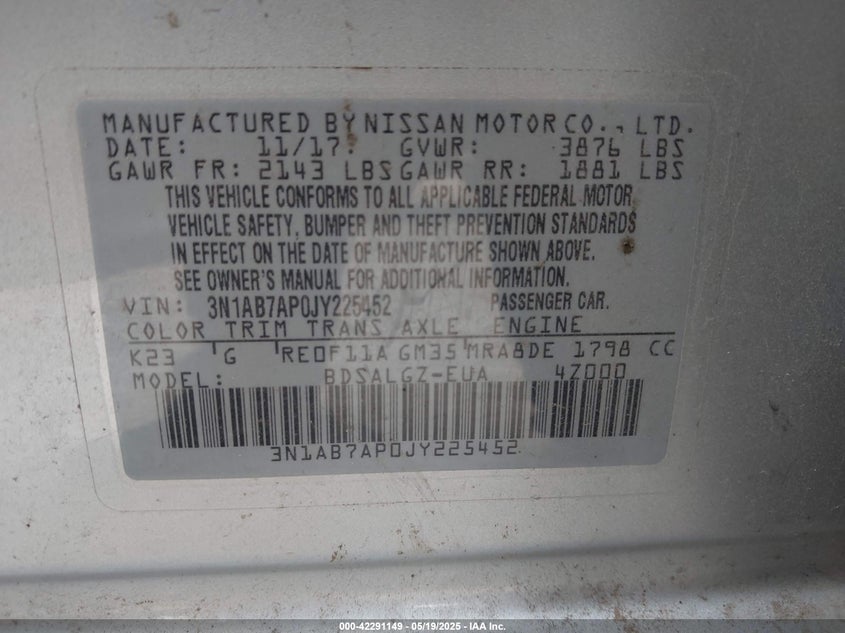 MANUFACTURED BY NISSAN MOTOR CO., LTD.
DATE: 11/17 GVWR: 3876 LBS
GAWR FR: 2143 LBS GAWR RR: 1881 LBS
THIS VEHICLE CONFORMS TO ALL APPLICABLE FEDERAL MOTOR
VEHICLE SAFETY, BUMPER AND THEFT PREVENTION STANDARDS
IN EFFECT ON THE DATE OF MANUFACTURE SHOWN ABOVE.
SEE OWNER'S MANUAL FOR ADDITIONAL INFORMATION.
VIN: 3N1AB7AP0JY225452 PASSENGER CAR.
COLOR TRIM TRANS AXLE ENGINE
K23 G RE0F11A GM35 MRA8DE 1798 CC
MODEL: BDSALGZ-EUA 4Z000
3N1AB7AP0JY225452
000-42291149 - 05/19/2025 - IAA Inc.